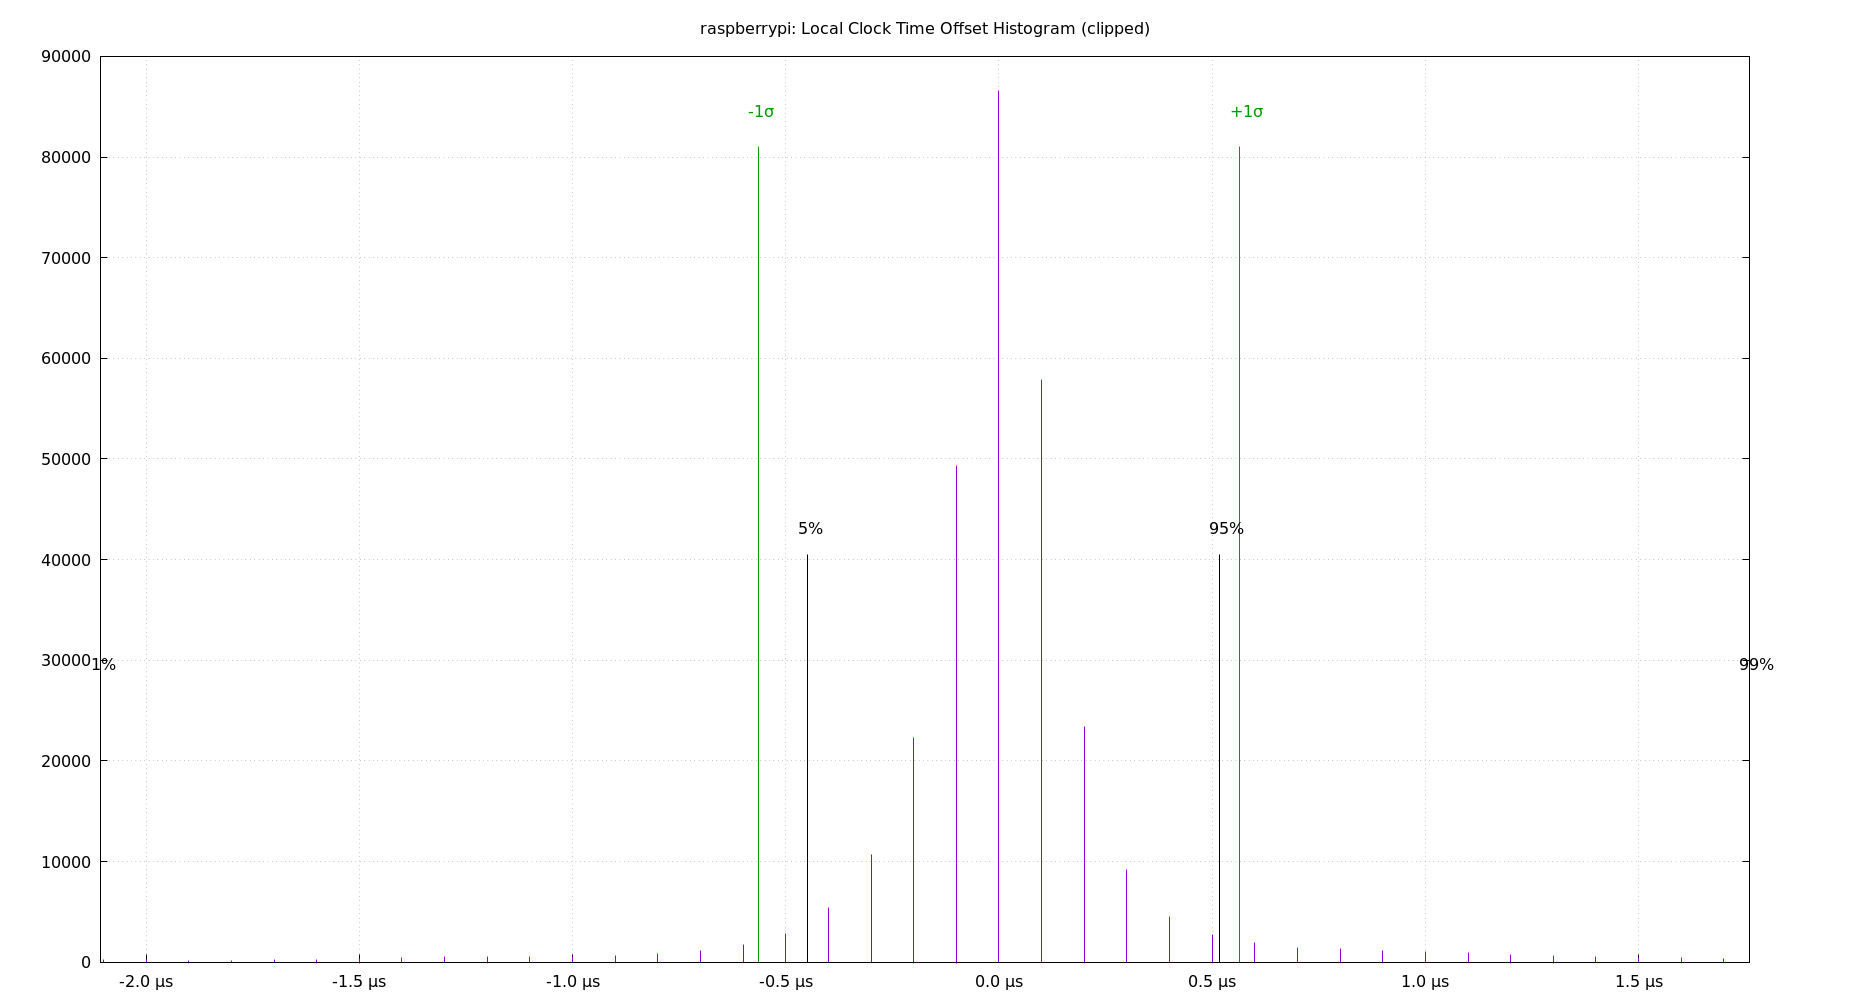 raspberrypi: Local Clock Time Offset Histogram (clipped)
90000
-1σ
+1σ
80000
70000
60000
50000
5%
95%
40000
30000
1%
99%
20000
10000
0
-2.0 µs
-1.5 µs
-1.0 µs
-0.5 µs
0.0 µs
0.5 µs
1.0 µs
1.5 µs